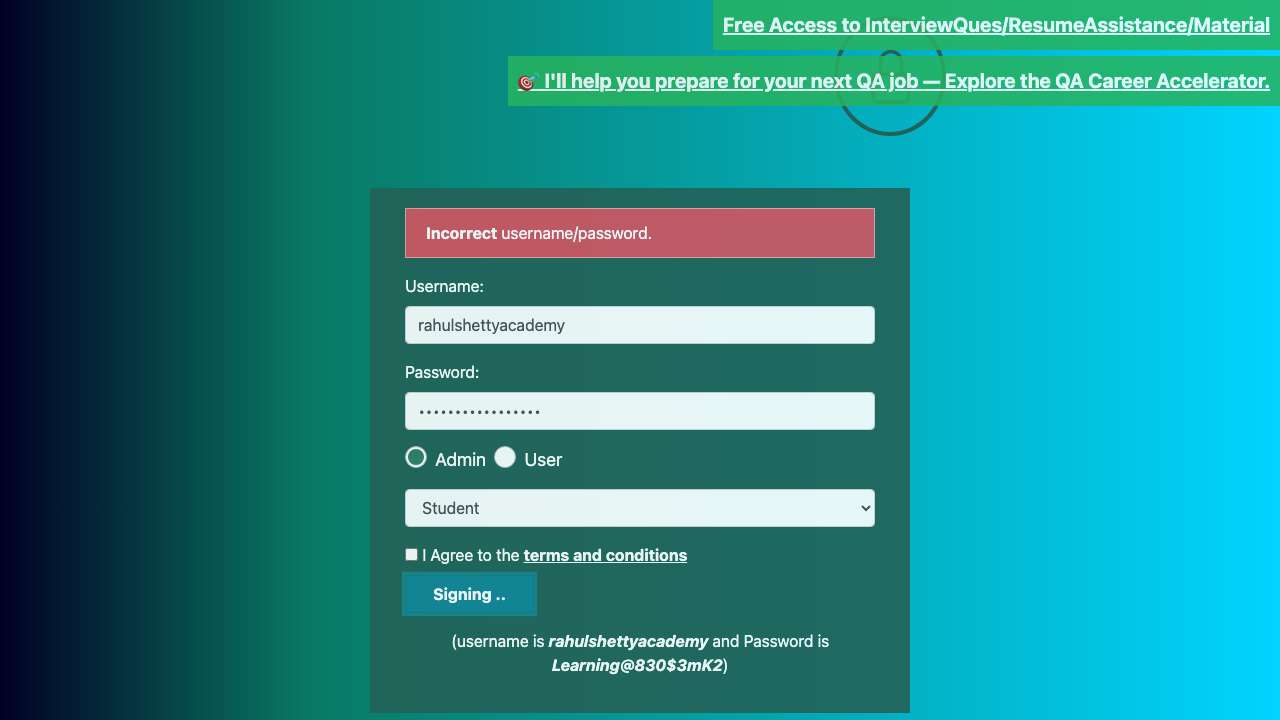 Free Access to InterviewQues/ResumeAssistance/Material
🎯 I'll help you prepare for your next QA job — Explore the QA Career Accelerator.
Incorrect username/password.
Username:
rahulshettyacademy
Password:
•••••••••••••••••
Admin User
Student
I Agree to the terms and conditions
Signing ..
(username is rahulshettyacademy and Password is
Learning@830$3mK2)